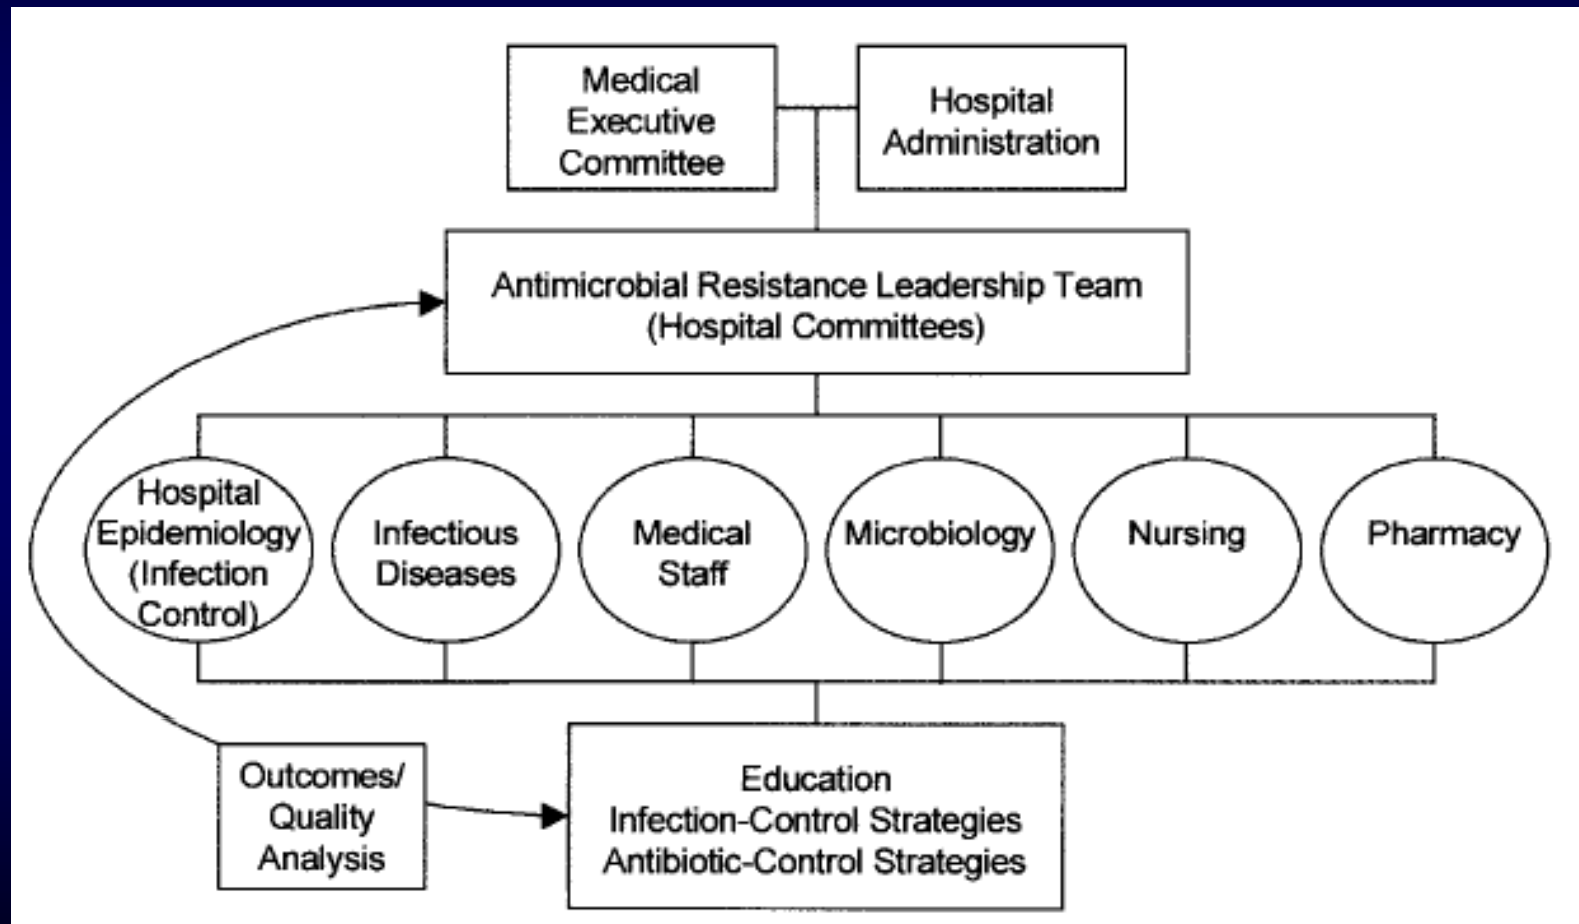 Medical
Executive
Committee
Hospital
Administration
Antimicrobial Resistance Leadership Team
(Hospital Committees)
Hospital
Epidemiology
(Infection
Control)
Infectious
Diseases
Medical
Staff
Microbiology
Nursing
Pharmacy
Outcomes/
Quality
Analysis
Education
Infection-Control Strategies
Antibiotic-Control Strategies